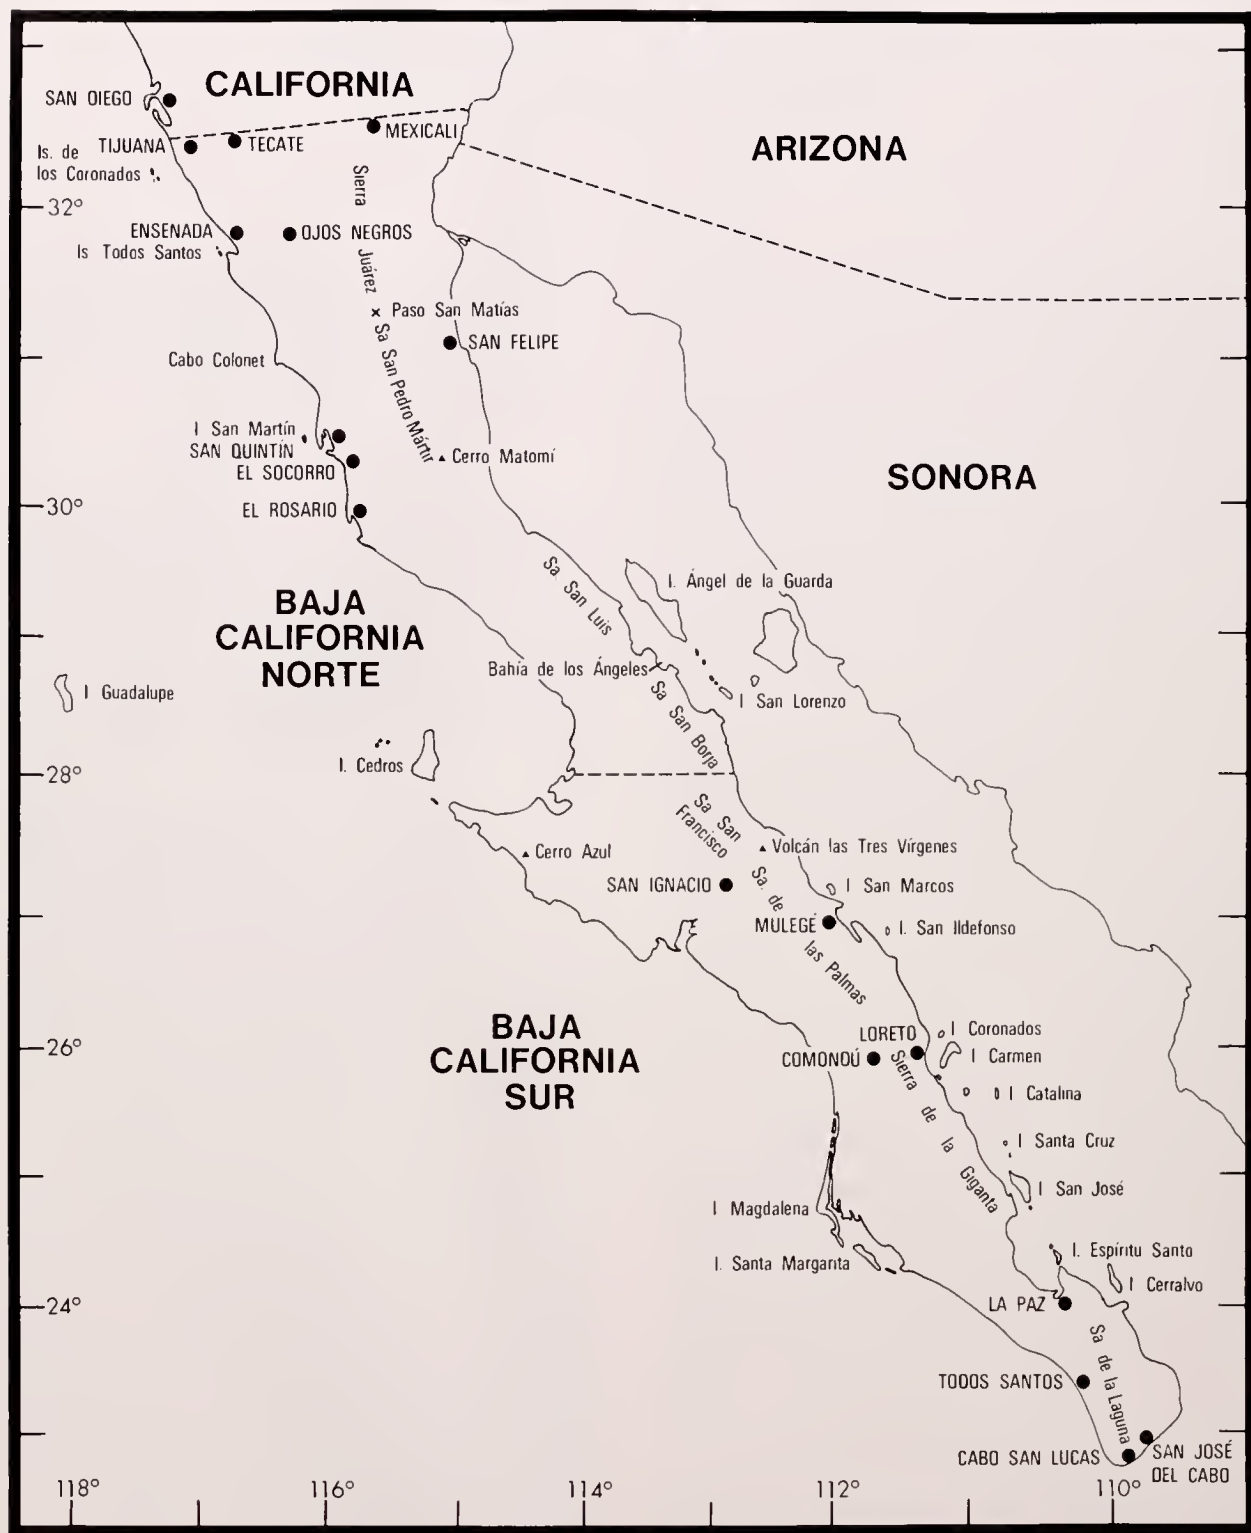 CALIFORNIA
SAN DIEGO
TIJUANA
TECATE
MEXICALI
ARIZONA
Is. de
los Coronados
Sierra Juárez
32°
ENSENADA
OJOS NEGROS
Is Todos Santos
x Paso San Matías
SAN FELIPE
Cabo Colonet
Sa San Pedro Mártir
I San Martín
SAN QUINTÍN
EL SOCORRO
Cerro Matomí
SONORA
30°
EL ROSARIO
Sa San Luis
I. Ángel de la Guarda
BAJA
CALIFORNIA
NORTE
Bahía de los Ángeles
I Guadalupe
I San Lorenzo
Sa San Borja
I. Cedros
28°
Sa San
Francisco
Volcán las Tres Vírgenes
Cerro Azul
SAN IGNACIO
I San Marcos
Sa. de
las Palmas
MULEGÉ
I. San Ildefonso
BAJA
CALIFORNIA
SUR
26°
LORETO
I Coronados
COMONDÚ
I Carmen
Sierra de la Giganta
I Catalina
I Santa Cruz
I San José
I Magdalena
I. Santa Margarita
I. Espíritu Santo
I Cerralvo
24°
LA PAZ
Sa de la Laguna
TODOS SANTOS
CABO SAN LUCAS
SAN JOSÉ
DEL CABO
118°
116°
114°
112°
110°